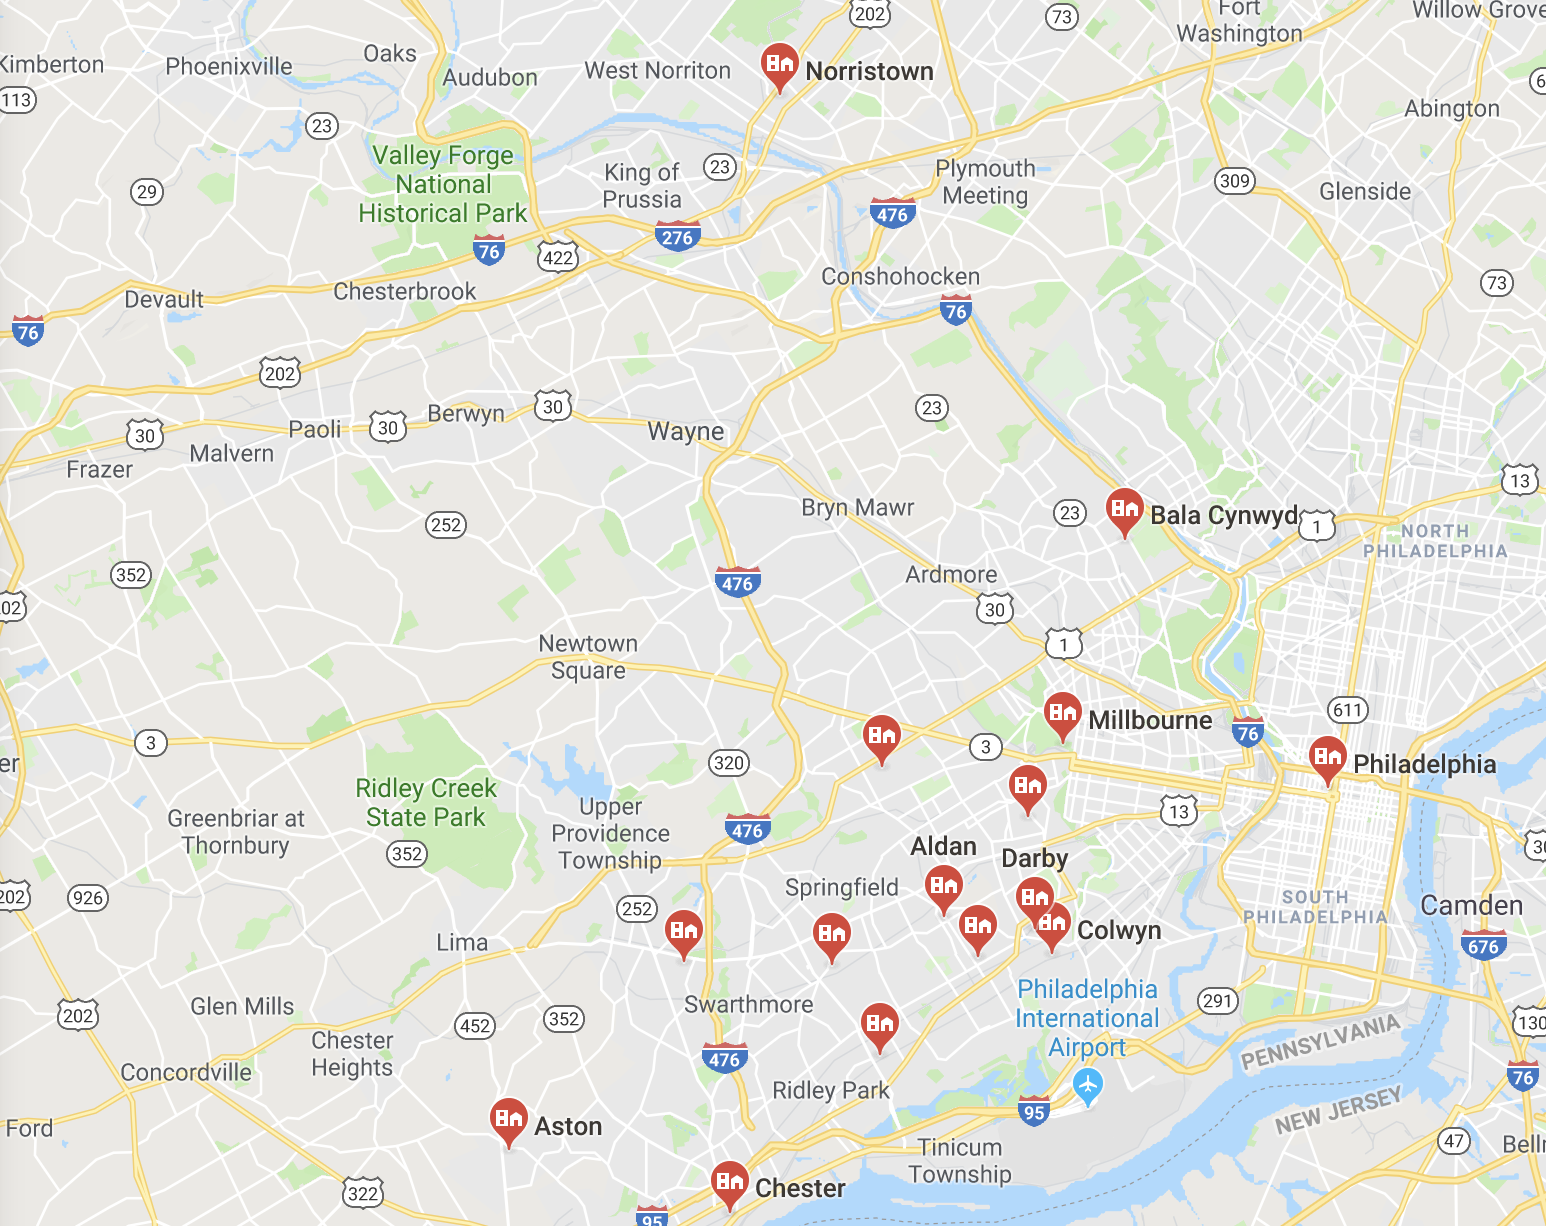 202
73
Fort
Washington
Willow Grove
Kimberton
Phoenixville
Oaks
Audubon
West Norriton
Norristown
113
23
Abington
Valley Forge
National
Historical Park
King of
Prussia
23
Plymouth
Meeting
309
Glenside
29
476
276
76
422
Conshohocken
73
Devault
Chesterbrook
76
76
202
23
30
Paoli
30
Berwyn
30
Wayne
Malvern
Frazer
13
252
Bryn Mawr
23
Bala Cynwyd
1
NORTH
PHILADELPHIA
352
476
Ardmore
30
202
Newtown
Square
1
611
Millbourne
76
3
3
320
Philadelphia
Ridley Creek
State Park
Greenbriar at
Thornbury
Upper
Providence
Township
476
13
352
Aldan
Darby
30
202
926
252
Springfield
SOUTH
PHILADELPHIA
Camden
Lima
Colwyn
676
Glen Mills
202
452
352
Swarthmore
Philadelphia
International
Airport
291
130
Chester
Heights
476
PENNSYLVANIA
Concordville
Ridley Park
76
95
NEW JERSEY
Ford
Aston
Tinicum
Township
47
Bellm
322
Chester
95